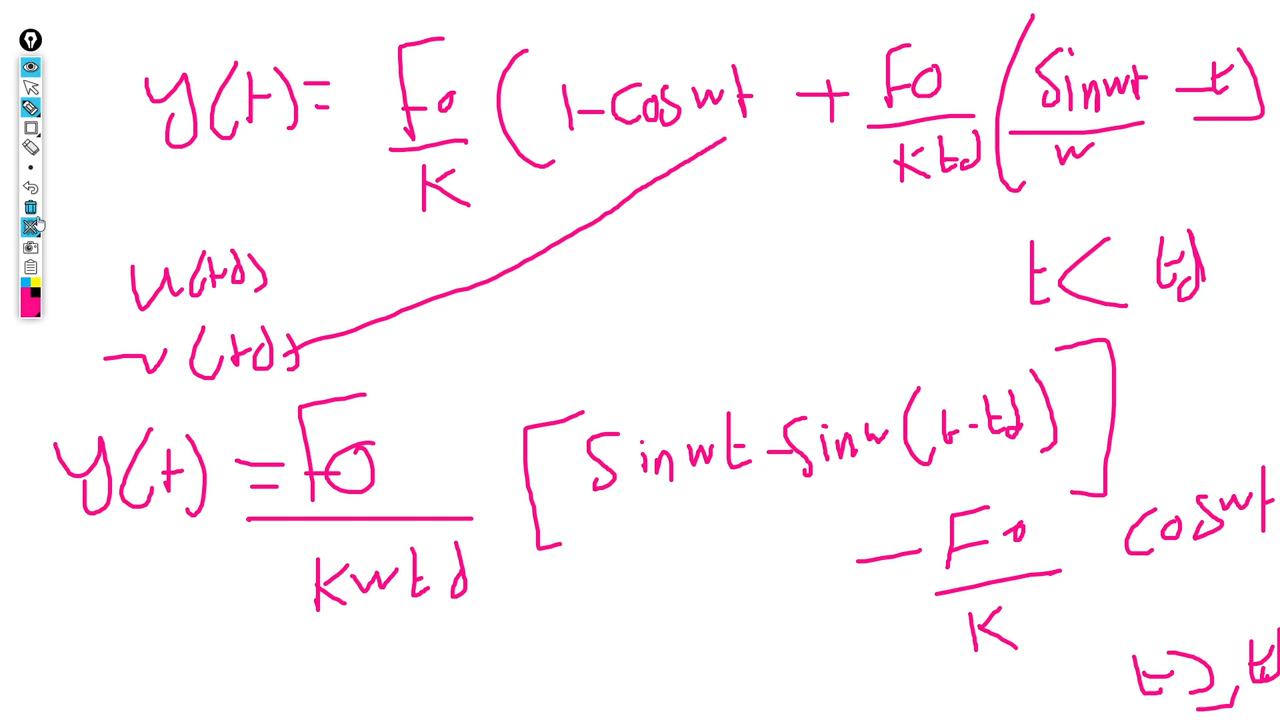 y(t) = Fo/K (1-coswt + Fo/Ktd (sinwt/w - t)
t < td
u(td)
v(td)
y(t) = Fo/Kwtd [sinwt - sinw(t-td)] - Fo/K coswt
t ≥ td